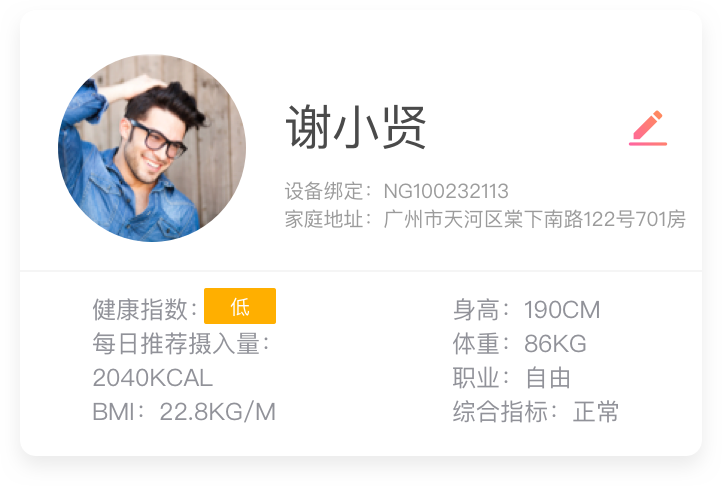 谢小贤
设备绑定：NG100232113
家庭地址：广州市天河区棠下南路122号701房
健康指数：低
每日推荐摄入量：
2040KCAL
BMI：22.8KG/M
身高：190CM
体重：86KG
职业：自由
综合指标：正常